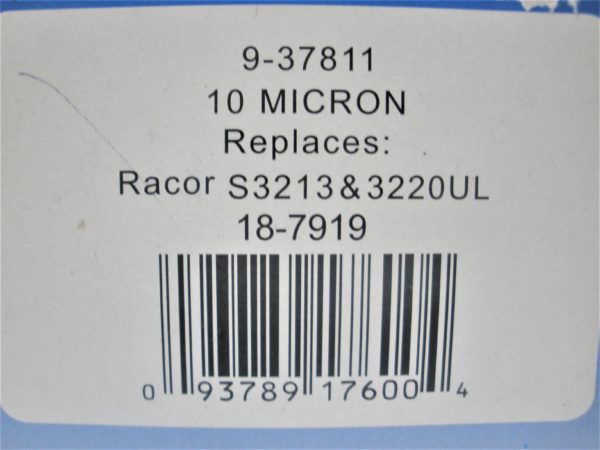 9-37811
10 MICRON
Replaces:
Racor S3213&3220UL
18-7919
0 93789 17600 4